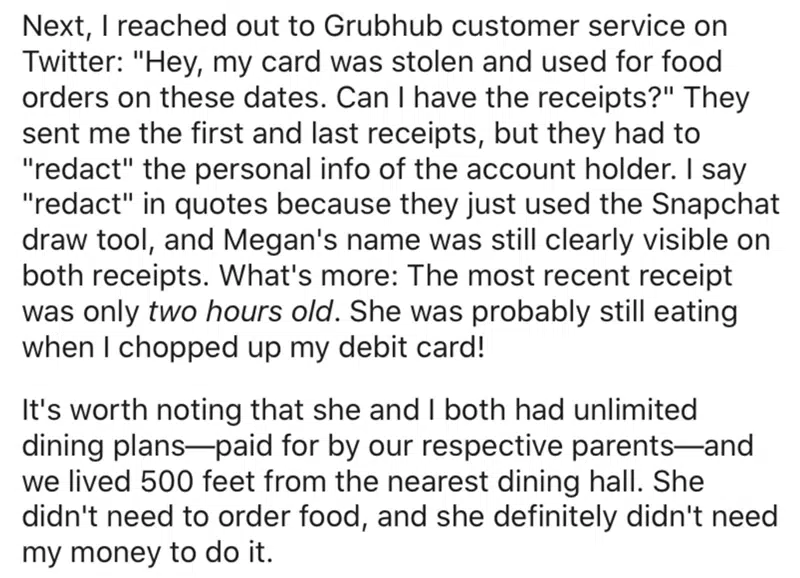 Next, I reached out to Grubhub customer service on
Twitter: "Hey, my card was stolen and used for food
orders on these dates. Can I have the receipts?" They
sent me the first and last receipts, but they had to
"redact" the personal info of the account holder. I say
"redact" in quotes because they just used the Snapchat
draw tool, and Megan's name was still clearly visible on
both receipts. What's more: The most recent receipt
was only two hours old. She was probably still eating
when I chopped up my debit card!
It's worth noting that she and I both had unlimited
dining plans—paid for by our respective parents—and
we lived 500 feet from the nearest dining hall. She
didn't need to order food, and she definitely didn't need
my money to do it.